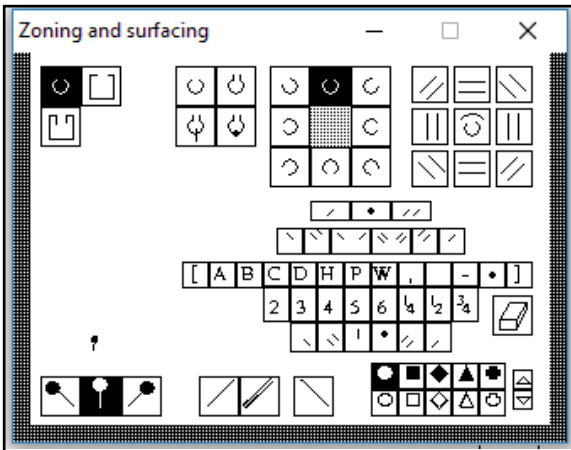 Zoning and surfacing
[ A B C D H P W , - • ]
2 3 4 5 6 1/4 1/2 3/4